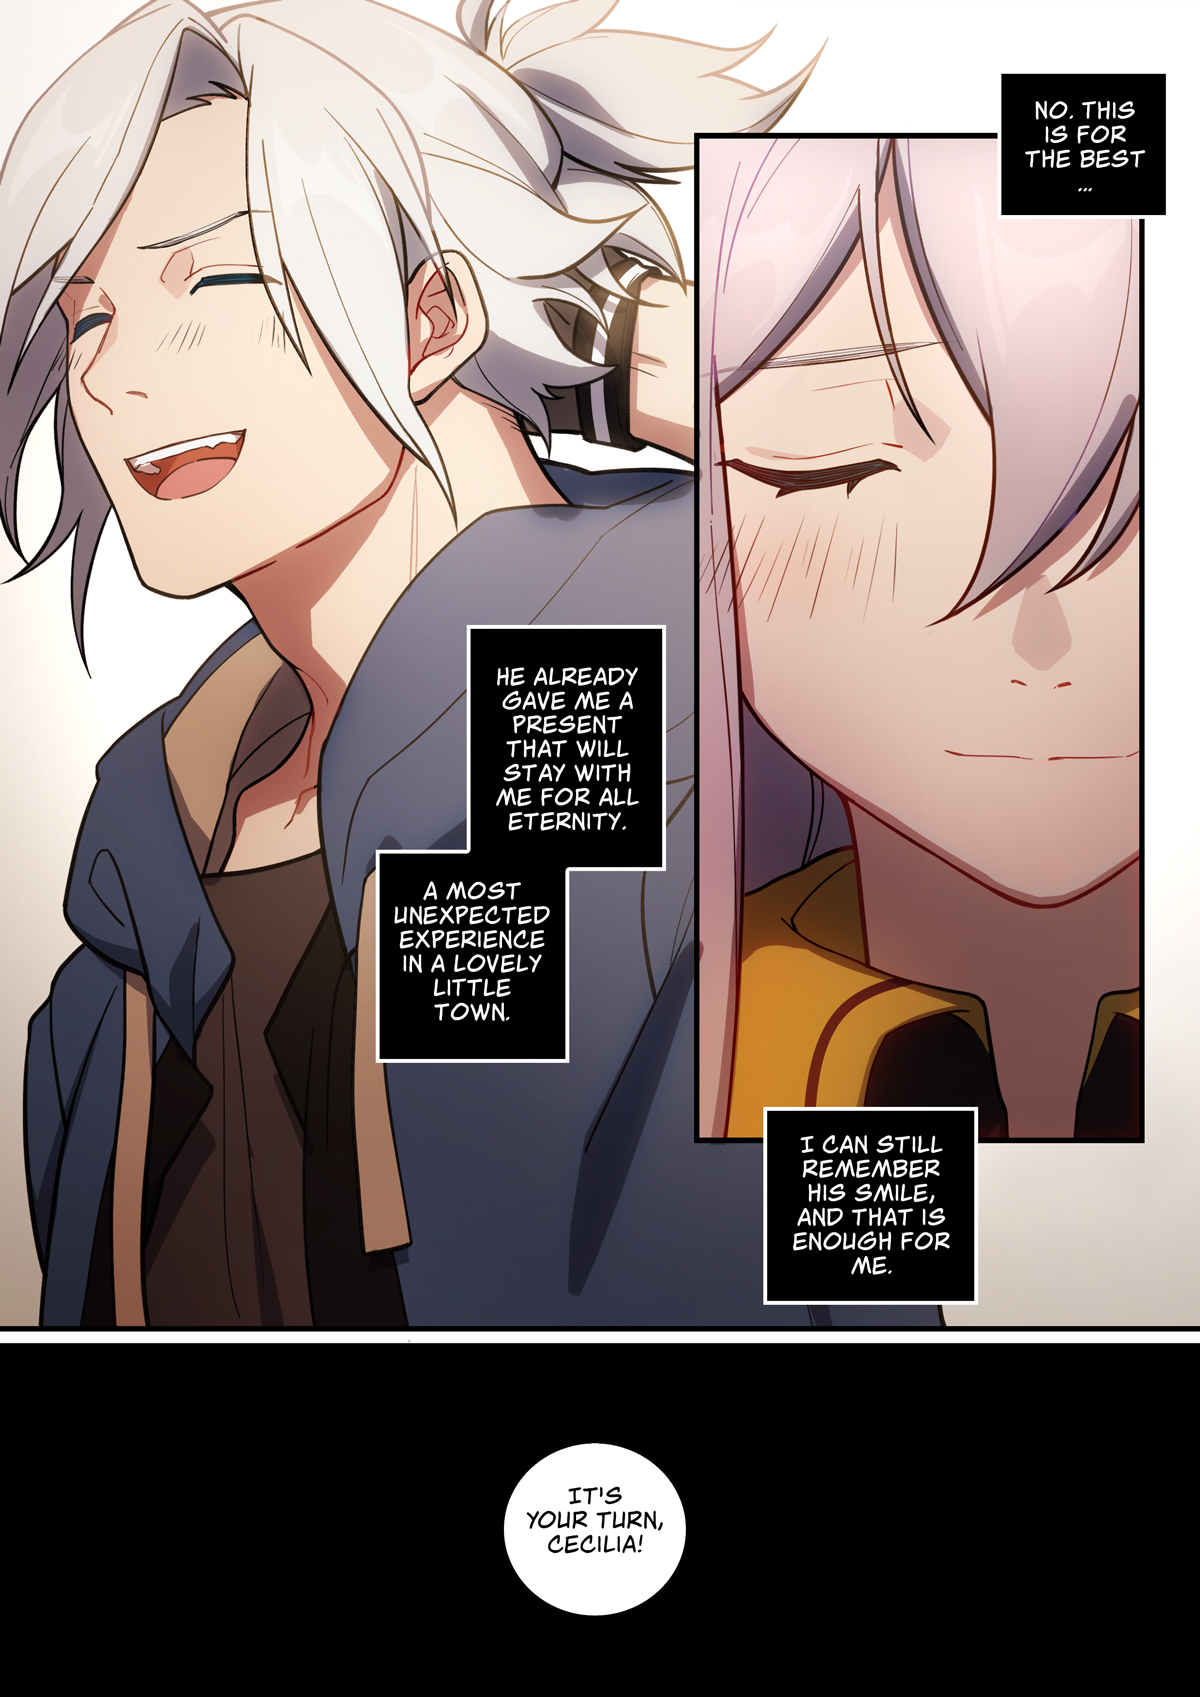 NO. THIS
IS FOR
THE BEST
...
HE ALREADY
GAVE ME A
PRESENT
THAT WILL
STAY WITH
ME FOR ALL
ETERNITY.
A MOST
UNEXPECTED
EXPERIENCE
IN A LOVELY
LITTLE
TOWN.
I CAN STILL
REMEMBER
HIS SMILE,
AND THAT IS
ENOUGH FOR
ME.
IT'S
YOUR TURN,
CECILIA!